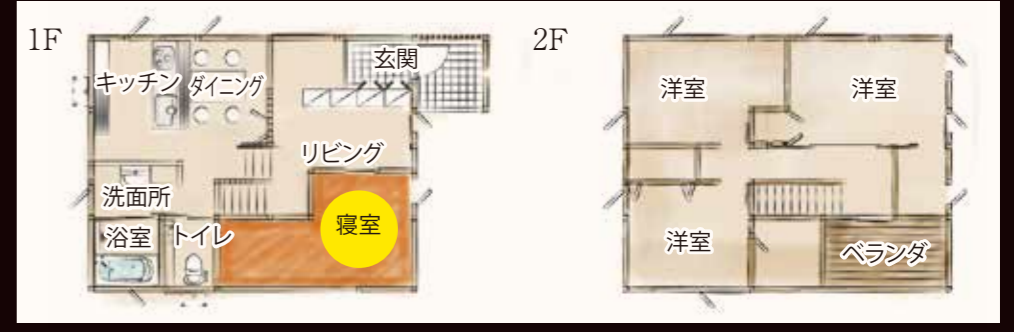 1F
玄関
キッチン
ダイニング
リビング
洗面所
寝室
浴室
トイレ
2F
洋室
洋室
洋室
ベランダ